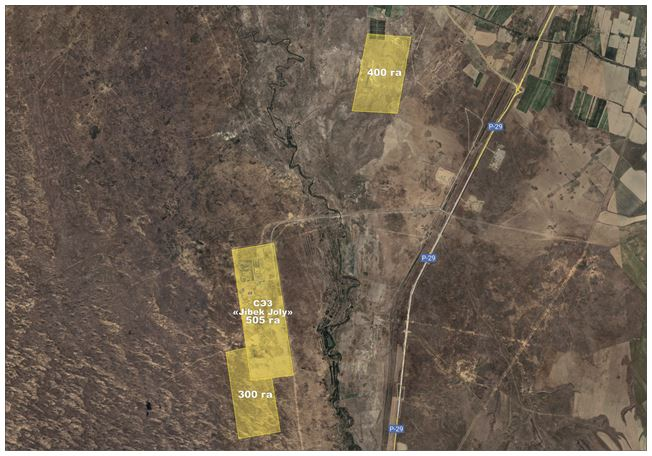 400 га
Р-29
Р-29
СЭЗ
«Jibek Joly»
505 га
300 га
Р-29